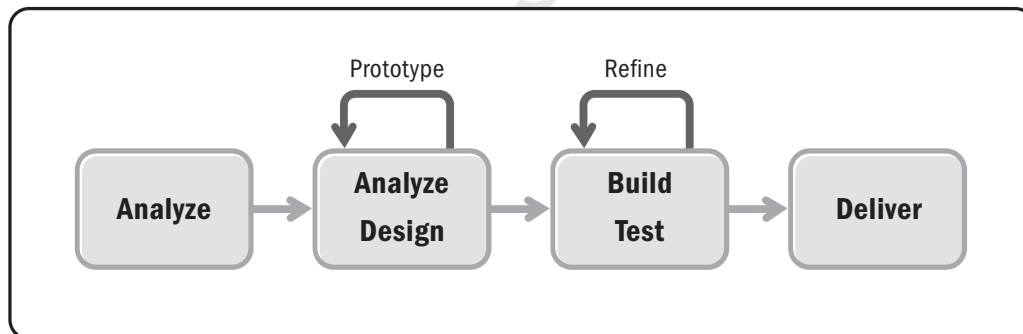 Prototype
Refine
Analyze
Analyze
Design
Build
Test
Deliver